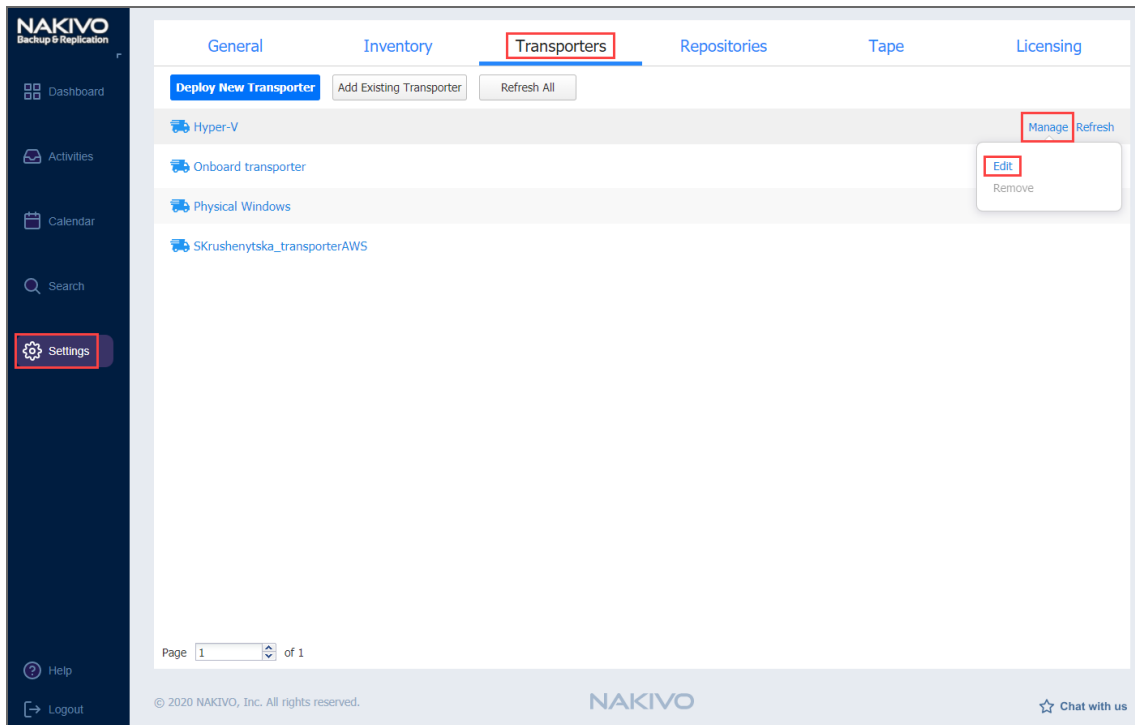 NAKIVO
Backup & Replication
Dashboard
Activities
Calendar
Search
Settings
Help
Logout
General Inventory Transporters Repositories Tape Licensing
Deploy New Transporter Add Existing Transporter Refresh All
Hyper-V Manage Refresh
Edit
Remove
Onboard transporter
Physical Windows
SKrushenytska_transporterAWS
Page 1 of 1
© 2020 NAKIVO, Inc. All rights reserved. NAKIVO Chat with us